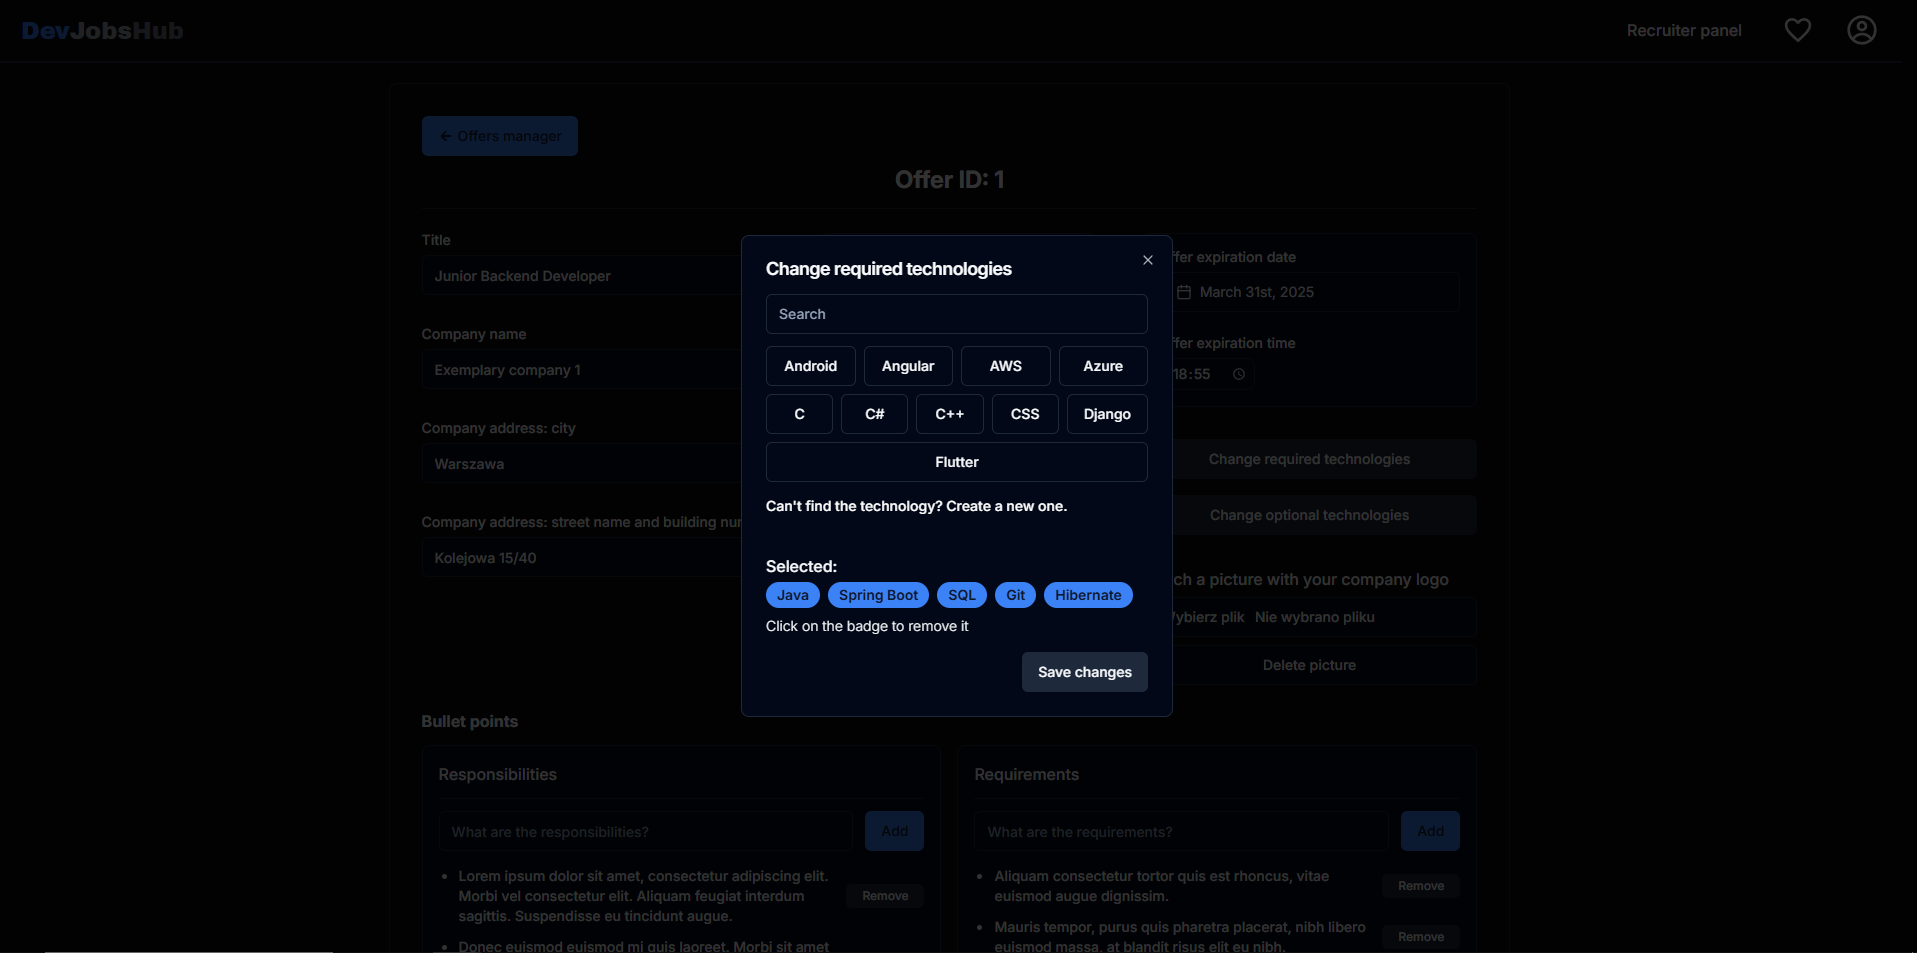 DevJobsHub
Recruiter panel
← Offers manager
Offer ID: 1
Title
Junior Backend Developer
Company name
Exemplary company 1
Company address: city
Warszawa
Company address: street name and building nu
Kolejowa 15/40
Change required technologies
Search
Android Angular AWS Azure
C C# C++ CSS Django
Flutter
Can't find the technology? Create a new one.
Selected:
Java Spring Boot SQL Git Hibernate
Click on the badge to remove it
Save changes
ffer expiration date
March 31st, 2025
ffer expiration time
18:55
Change required technologies
Change optional technologies
ch a picture with your company logo
ybierz plik Nie wybrano pliku
Delete picture
Bullet points
Responsibilities
What are the responsibilities? Add
• Lorem ipsum dolor sit amet, consectetur adipiscing elit.
Morbi vel consectetur elit. Aliquam feugiat interdum
sagittis. Suspendisse eu tincidunt augue.
Remove
• Donec euismod euismod mi quis laoreet. Morbi sit amet
Requirements
What are the requirements? Add
• Aliquam consectetur tortor quis est rhoncus, vitae
euismod augue dignissim.
Remove
• Mauris tempor, purus quis pharetra placerat, nibh libero
euismod massa, at blandit risus elit eu nibh.
Remove